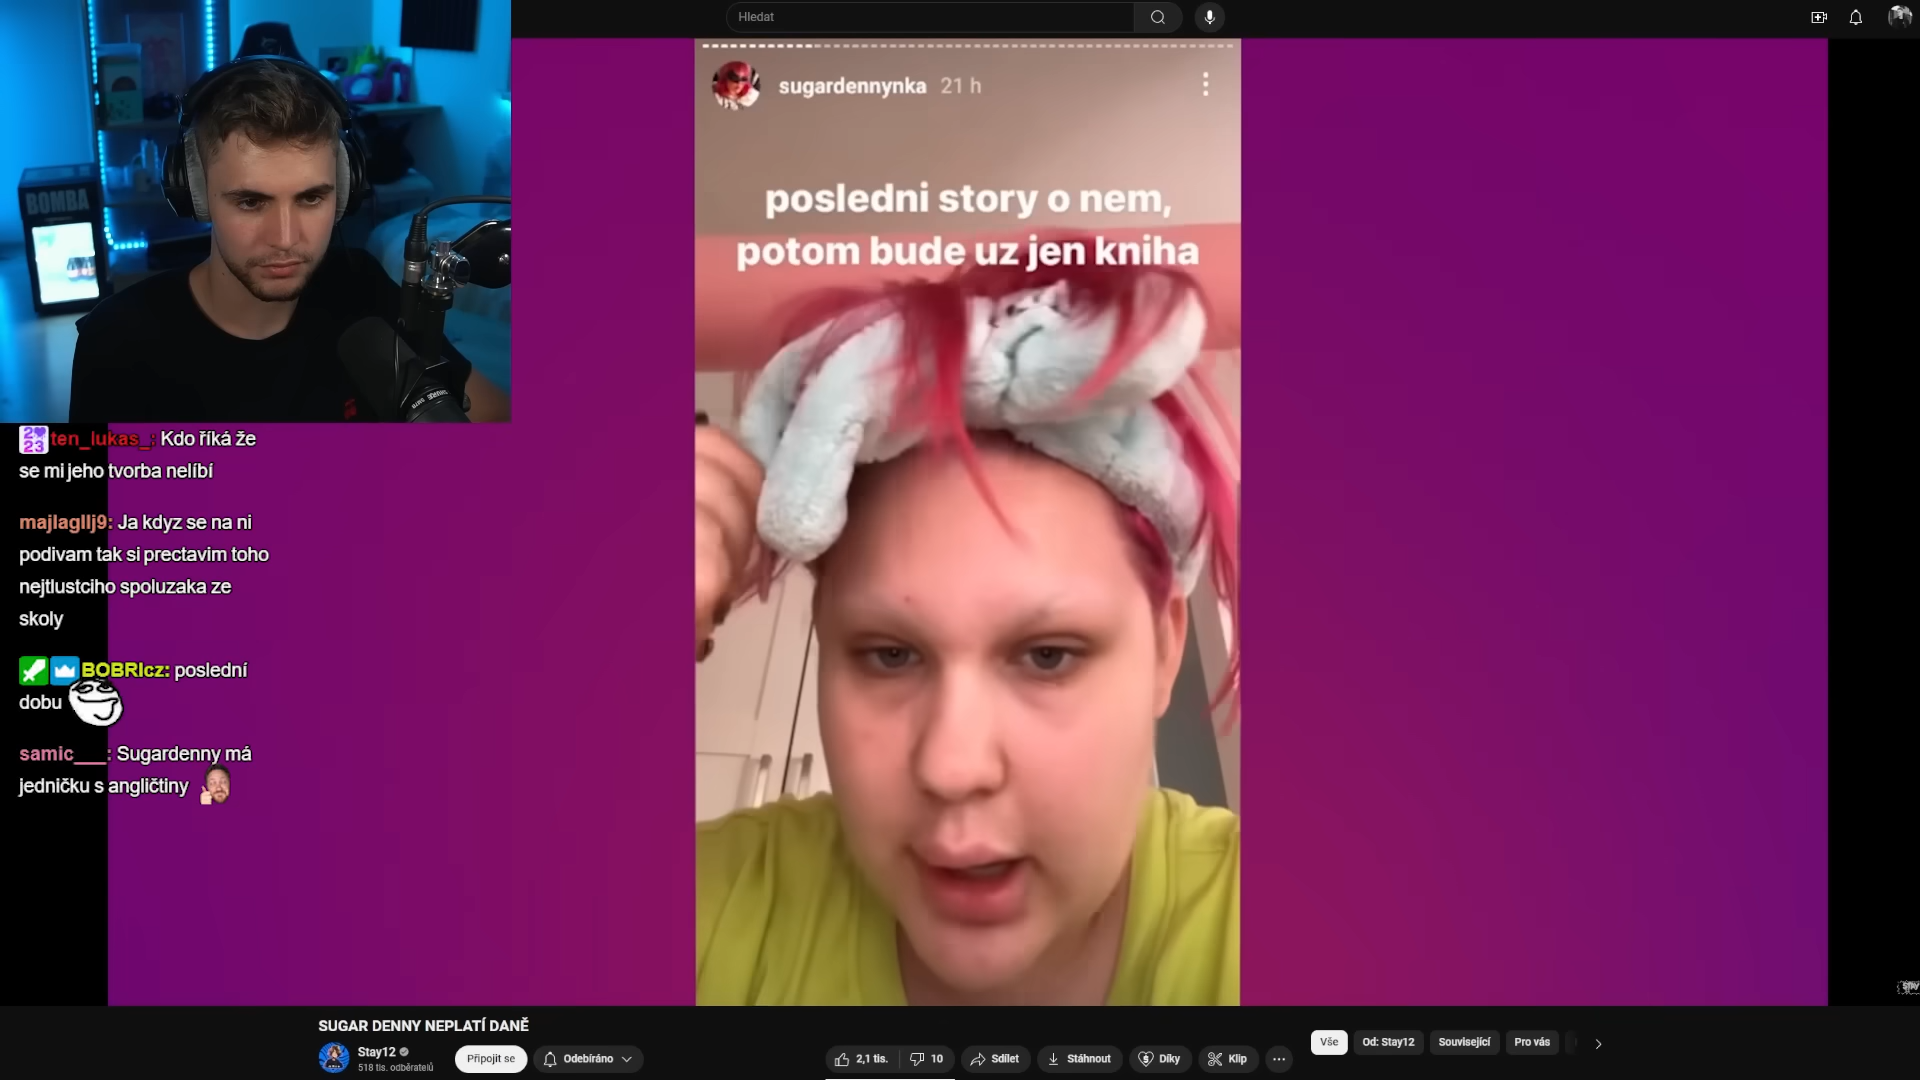 Hledat
sugardennynka 21 h
posledni story o nem,
potom bude uz jen kniha
BOMBA
ten_lukas_: Kdo říká že
se mi jeho tvorba nelíbí
majlagllj9: Ja kdyz se na ni
podivam tak si prectavim toho
nejtlustciho spoluzaka ze
skoly
BOBRIcz: poslední
dobu
samic___: Sugardenny má
jedničku s angličtiny
SUGAR DENNY NEPLATÍ DANĚ
Stay12
518 tis. odběratelů
Připojit se
Odebíráno
2,1 tis.
10
Sdílet
Stáhnout
Díky
Klip
Vše
Od: Stay12
Související
Pro vás